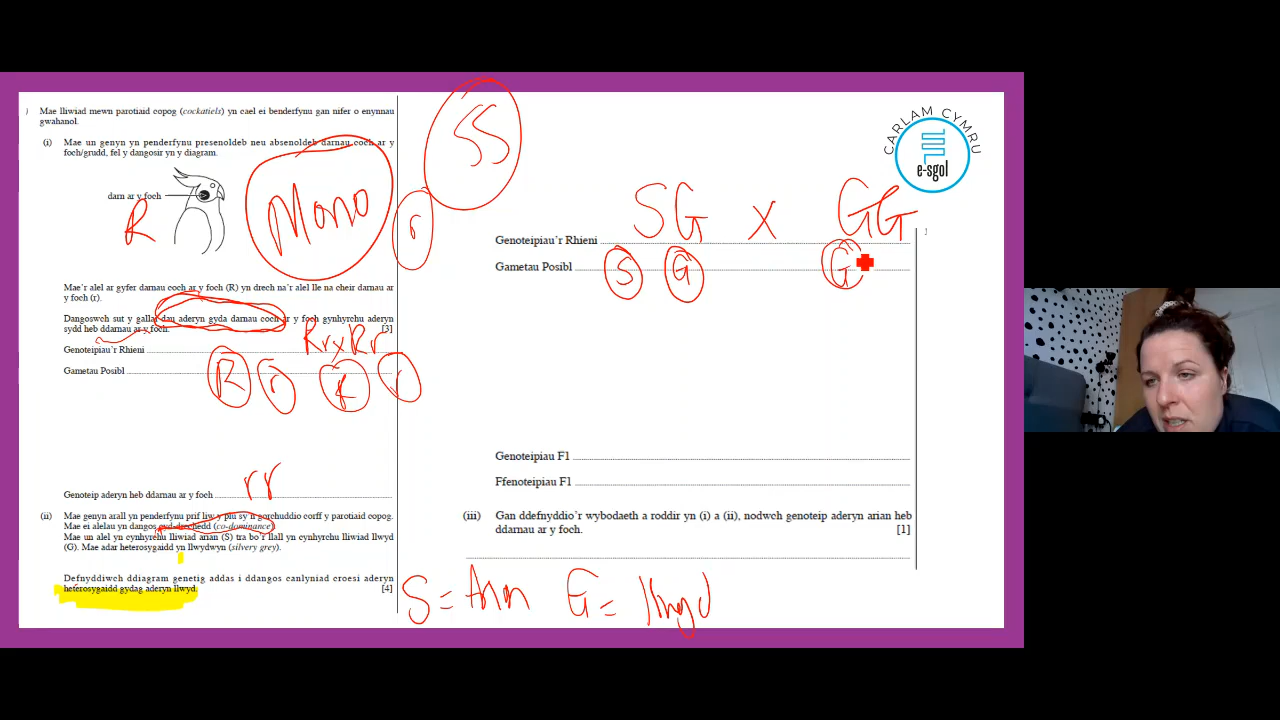 ) Mae lliwiad mewn parotiaid copog (cockatiels) yn cael ei benderfynu gan nifer o enynnau
gwahanol.
(i) Mae un genyn yn penderfynu presenoldeb neu absenoldeb darnau coch ar y
foch/grudd, fel y dangosir yn y diagram.
darn ar y foch
R
Mono
Mae'r alel ar gyfer darnau coch ar y foch (R) yn drech na'r alel lle na cheir darnau ar
y foch (r).
Dangoswch sut y gallai dau aderyn gyda darnau coch ar y foch gynhyrchu aderyn
sydd heb ddarnau ar y foch. [3]
Rr x Rr
Genoteipiau'r Rhieni
Gametau Posibl
R r R r
rr
Genoteip aderyn heb ddarnau ar y foch
(ii) Mae genyn arall yn penderfynu prif liw y plu sy'n gorchuddio corff y parotiaid copog.
Mae ei alelau yn dangos cyd-drechedd (co-dominance).
Mae un alel yn cynhyrchu lliwiad arian (S) tra bo'r llall yn cynhyrchu lliwiad llwyd
(G). Mae adar heterosygaidd yn llwydwyn (silvery grey).
Defnyddiwch ddiagram genetig addas i ddangos canlyniad croesi aderyn
heterosygaidd gydag aderyn llwyd. [4]
SS
r
SG x GG
Genoteipiau'r Rhieni
Gametau Posibl
S G G
Genoteipiau F1
Ffenoteipiau F1
(iii) Gan ddefnyddio'r wybodaeth a roddir yn (i) a (ii), nodwch genoteip aderyn arian heb
ddarnau ar y foch. [1]
S = Arian G = llwyd
CARLAM CYMRU
e-sgol